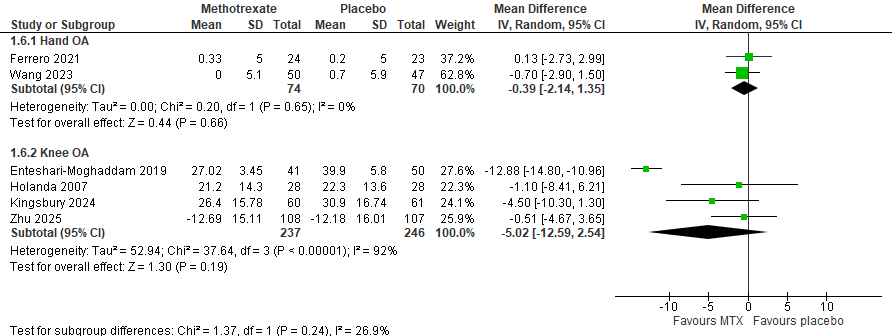 Methotrexate Placebo Mean Difference Mean Difference
Study or Subgroup Mean SD Total Mean SD Total Weight IV, Random, 95% CI IV, Random, 95% CI
1.6.1 Hand OA
Ferrero 2021 0.33 5 24 0.2 5 23 37.2% 0.13 [-2.73, 2.99]
Wang 2023 0 5.1 50 0.7 5.9 47 62.8% -0.70 [-2.90, 1.50]
Subtotal (95% CI) 74 70 100.0% -0.39 [-2.14, 1.35]
Heterogeneity: Tau² = 0.00; Chi² = 0.20, df = 1 (P = 0.65); I² = 0%
Test for overall effect: Z = 0.44 (P = 0.66)
1.6.2 Knee OA
Enteshari-Moghaddam 2019 27.02 3.45 41 39.9 5.8 50 27.6% -12.88 [-14.80, -10.96]
Holanda 2007 21.2 14.3 28 22.3 13.6 28 22.3% -1.10 [-8.41, 6.21]
Kingsbury 2024 26.4 15.78 60 30.9 16.74 61 24.1% -4.50 [-10.30, 1.30]
Zhu 2025 -12.69 15.11 108 -12.18 16.01 107 25.9% -0.51 [-4.67, 3.65]
Subtotal (95% CI) 237 246 100.0% -5.02 [-12.59, 2.54]
Heterogeneity: Tau² = 52.94; Chi² = 37.64, df = 3 (P < 0.00001); I² = 92%
Test for overall effect: Z = 1.30 (P = 0.19)
-10 -5 0 5 10
Favours MTX Favours placebo
Test for subgroup differences: Chi² = 1.37, df = 1 (P = 0.24), I² = 26.9%